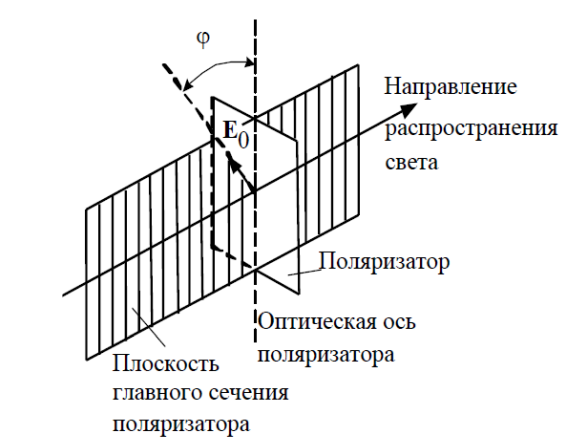 φ
E0
Направление
распространения
света
Поляризатор
Оптическая ось
поляризатора
Плоскость
главного сечения
поляризатора